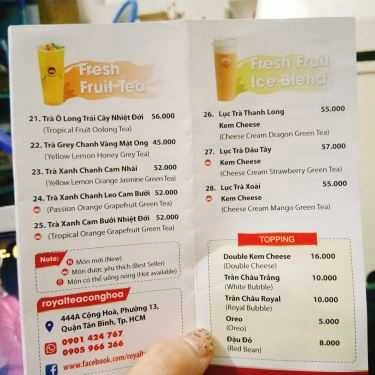 Fresh
Fruit Tea
21. Trà Ô Long Trái Cây Nhiệt Đới 56.000
(Tropical Fruit Oolong Tea)
22. Trà Grey Chanh Vàng Mật Ong 45.000
(Yellow Lemon Honey Grey Tea)
23. Trà Xanh Chanh Cam Nhài 52.000
(Yellow Lemon Orange Jasmine Green Tea)
24. Trà Xanh Chanh Leo Cam Bưởi 52.000
(Passion Orange Grapefruit Green Tea)
25. Trà Xanh Cam Bưởi Nhiệt Đới 52.000
(Tropical Orange Grapefruit Green Tea)
Note:
Món mới (New)
Món được yêu thích (Best Seller)
Món có thể uống nóng (Hot available)
royalteaconghoa
444A Cộng Hoà, Phường 13,
Quận Tân Bình, Tp. HCM
0901 424 767
0905 966 366
www.facebook.com/royalt
Fresh Fruit
Ice Blend
26. Lục Trà Thanh Long 55.000
Kem Cheese
(Cheese Cream Dragon Green Tea)
27. Lục Trà Dâu Tây 57.000
Kem Cheese
(Cheese Cream Strawberry Green Tea)
28. Lục Trà Xoài 55.000
Kem Cheese
(Cheese Cream Mango Green Tea)
TOPPING
Double Kem Cheese 16.000
(Double Cheese)
Trân Châu Trắng 10.000
(White Bubble)
Trân Châu Royal 10.000
(Royal Bubble)
Oreo 5.000
(Oreo)
Đậu Đỏ 8.000
(Red Bean)